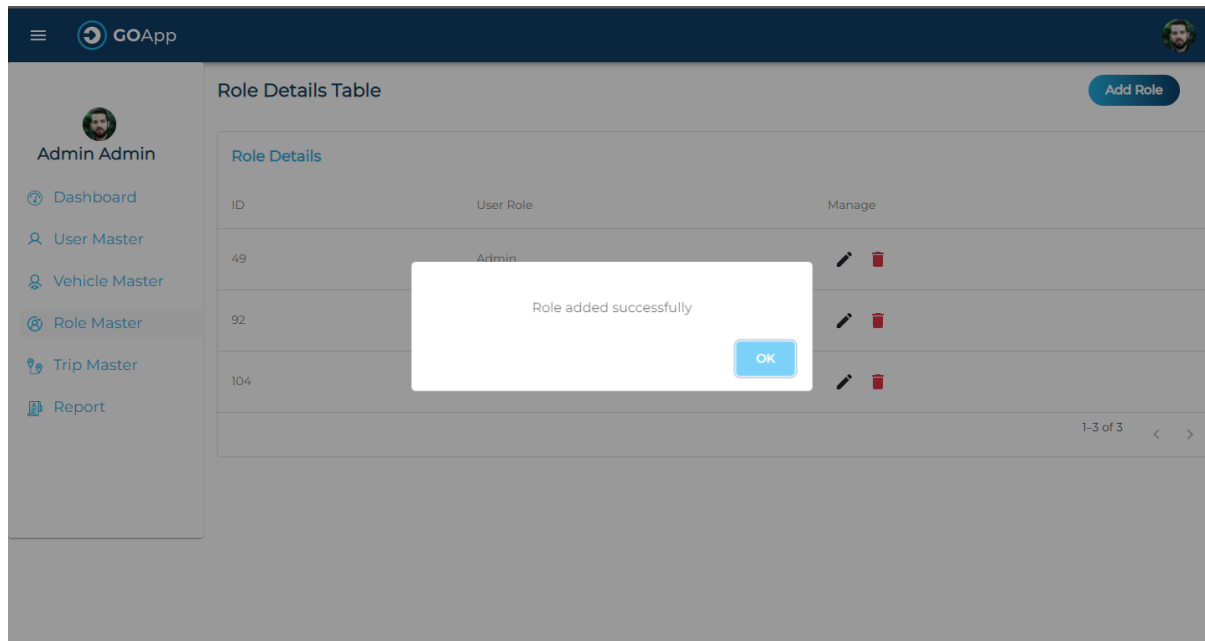 GOApp
Role Details Table
Add Role
Admin Admin
Role Details
Dashboard
ID User Role Manage
User Master
49 Admin
Vehicle Master
Role added successfully
Role Master
92
OK
Trip Master
104
Report
1–3 of 3